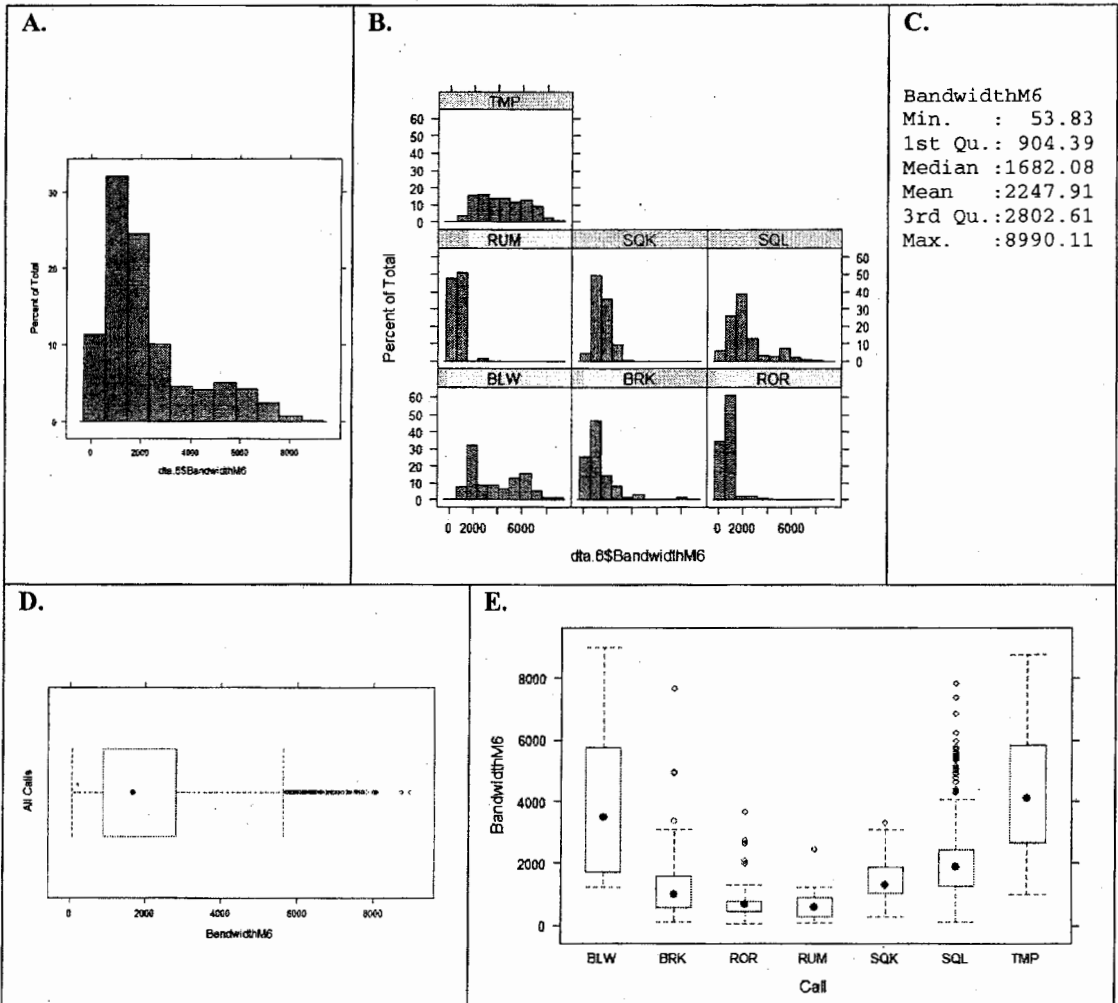 A.
30
20
10
0
Percent of Total
0 2000 4000 6000 8000
dta.6$BandwidthM6
B.
TMP
60
50
40
30
20
10
0
RUM SQK SQL
60
50
40
30
20
10
0
BLW BRK ROR
60
50
40
30
20
10
0
Percent of Total
0 2000 6000 0 2000 6000
dta.6$BandwidthM6
C.
BandwidthM6
Min. : 53.83
1st Qu.: 904.39
Median :1682.08
Mean :2247.91
3rd Qu.:2802.61
Max. :8990.11
D.
All Calls
0 2000 4000 6000 8000
BandwidthM6
E.
8000
6000
4000
2000
0
BandwidthM6
BLW BRK ROR RUM SQK SQL TMP
Call